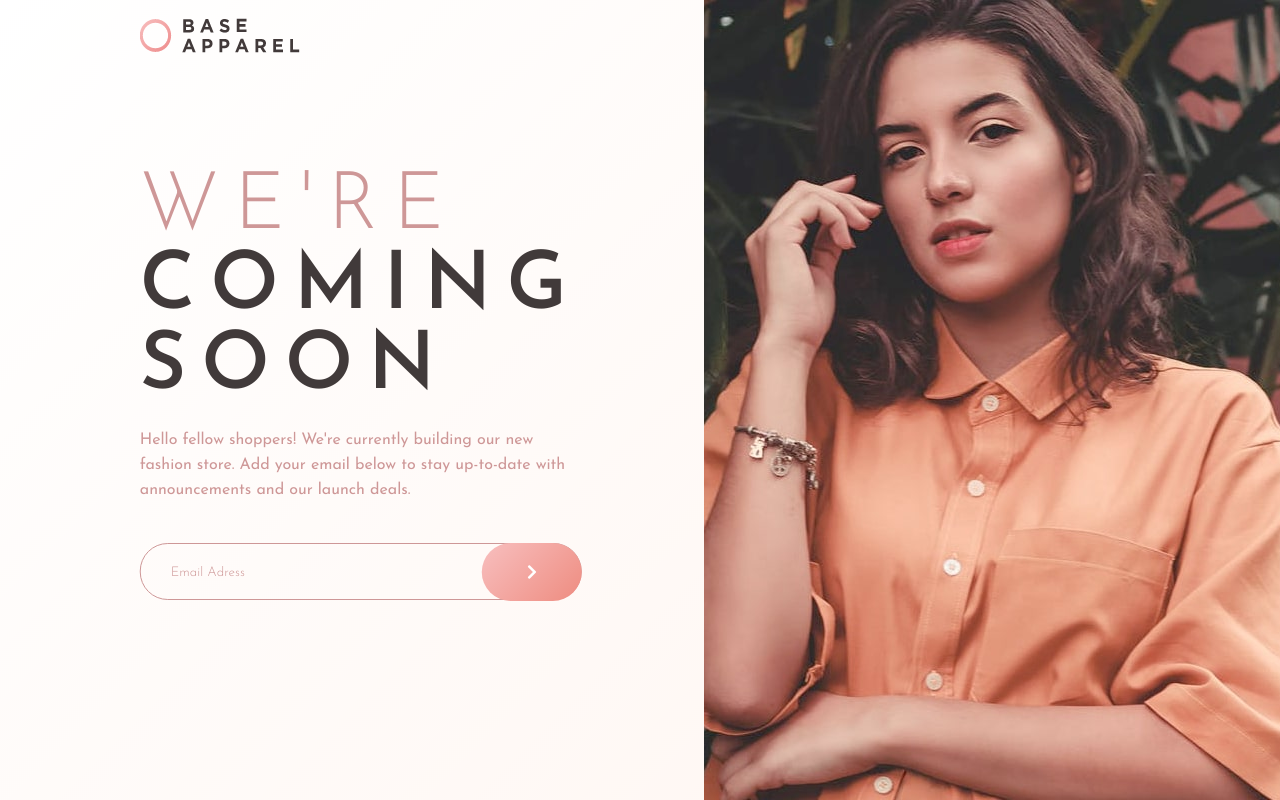 BASE
APPAREL
WE'RE
COMING
SOON
Hello fellow shoppers! We're currently building our new
fashion store. Add your email below to stay up-to-date with
announcements and our launch deals.
Email Adress